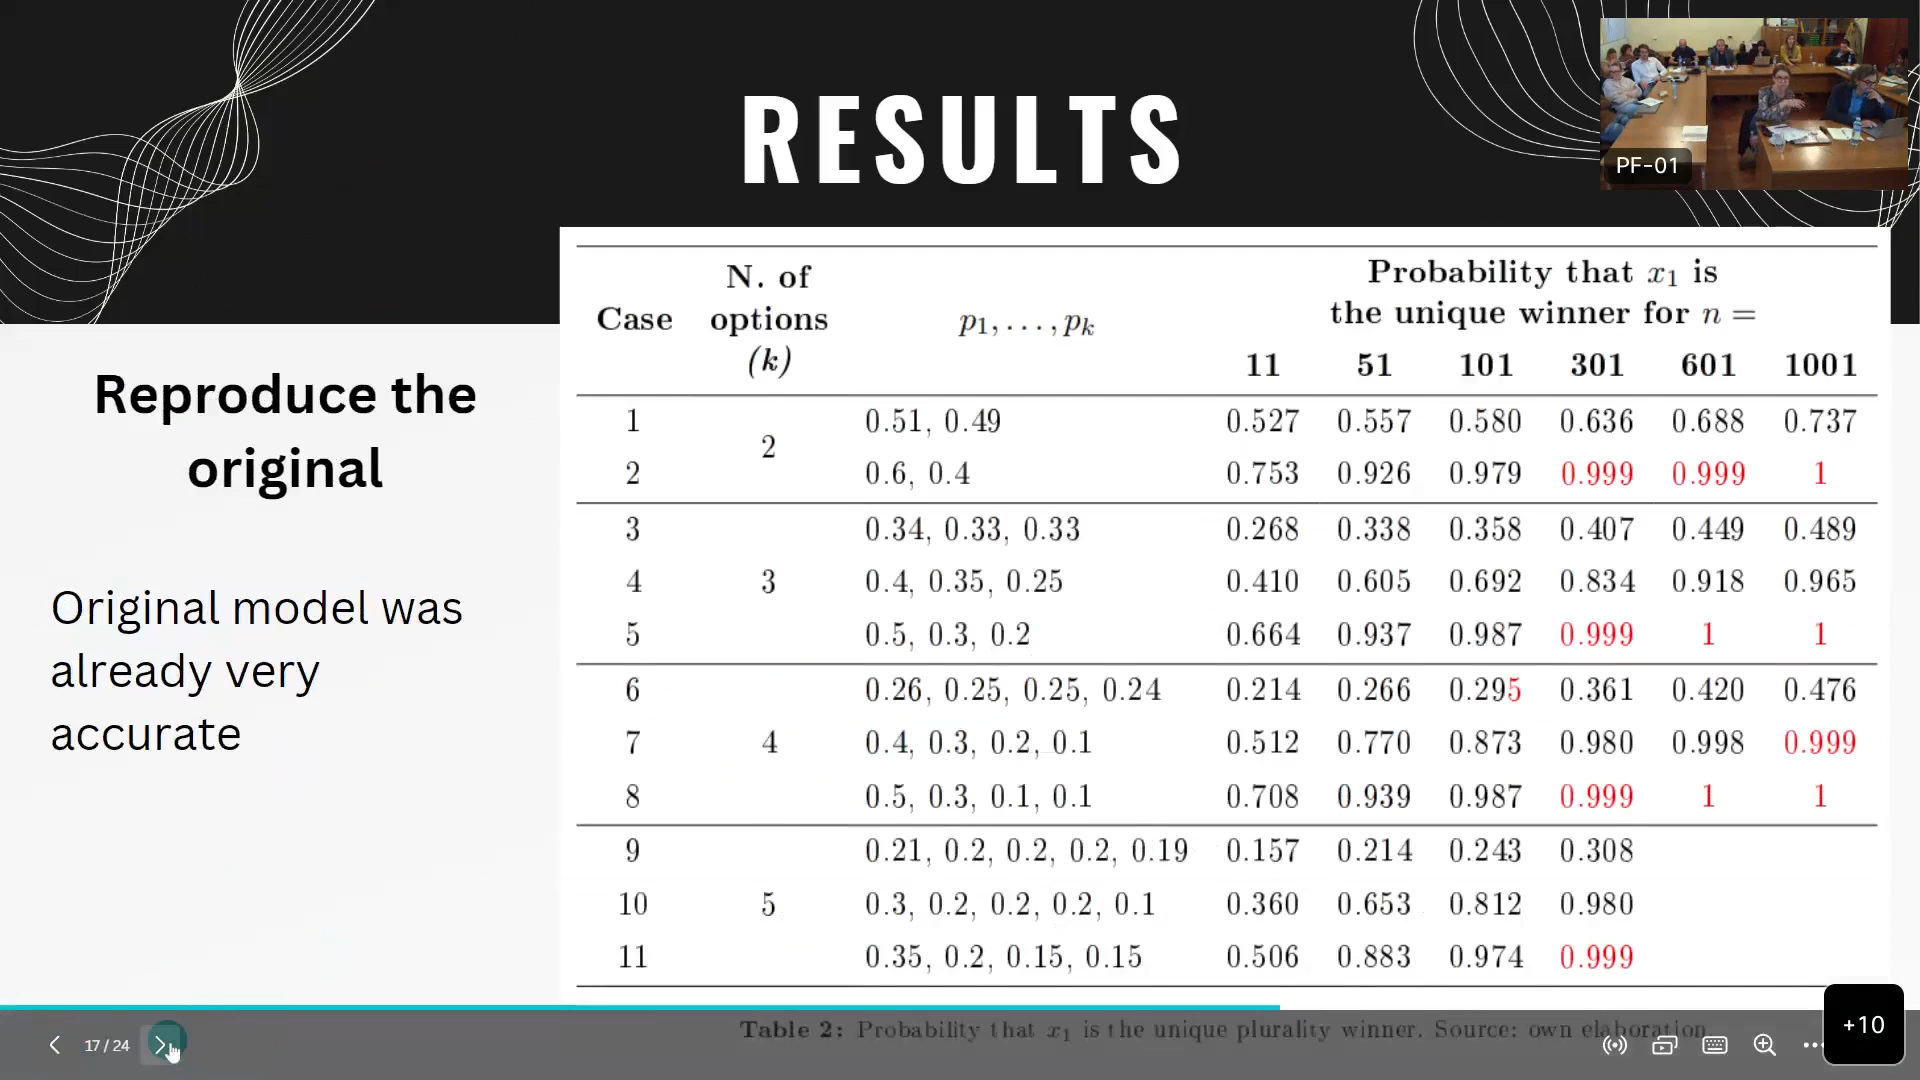 RESULTS
PF-01
Reproduce the
original
Original model was
already very
accurate
Case N. of options (k) p1, . . . , pk Probability that x1 is the unique winner for n =
11 51 101 301 601 1001
1 2 0.51, 0.49 0.527 0.557 0.580 0.636 0.688 0.737
2 0.6, 0.4 0.753 0.926 0.979 0.999 0.999 1
3 0.34, 0.33, 0.33 0.268 0.338 0.358 0.407 0.449 0.489
4 3 0.4, 0.35, 0.25 0.410 0.605 0.692 0.834 0.918 0.965
5 0.5, 0.3, 0.2 0.664 0.937 0.987 0.999 1 1
6 0.26, 0.25, 0.25, 0.24 0.214 0.266 0.295 0.361 0.420 0.476
7 4 0.4, 0.3, 0.2, 0.1 0.512 0.770 0.873 0.980 0.998 0.999
8 0.5, 0.3, 0.1, 0.1 0.708 0.939 0.987 0.999 1 1
9 0.21, 0.2, 0.2, 0.2, 0.19 0.157 0.214 0.243 0.308
10 5 0.3, 0.2, 0.2, 0.2, 0.1 0.360 0.653 0.812 0.980
11 0.35, 0.2, 0.15, 0.15 0.506 0.883 0.974 0.999
Table 2: Probability that x1 is the unique plurality winner. Source: own elaboration
17 / 24
+10